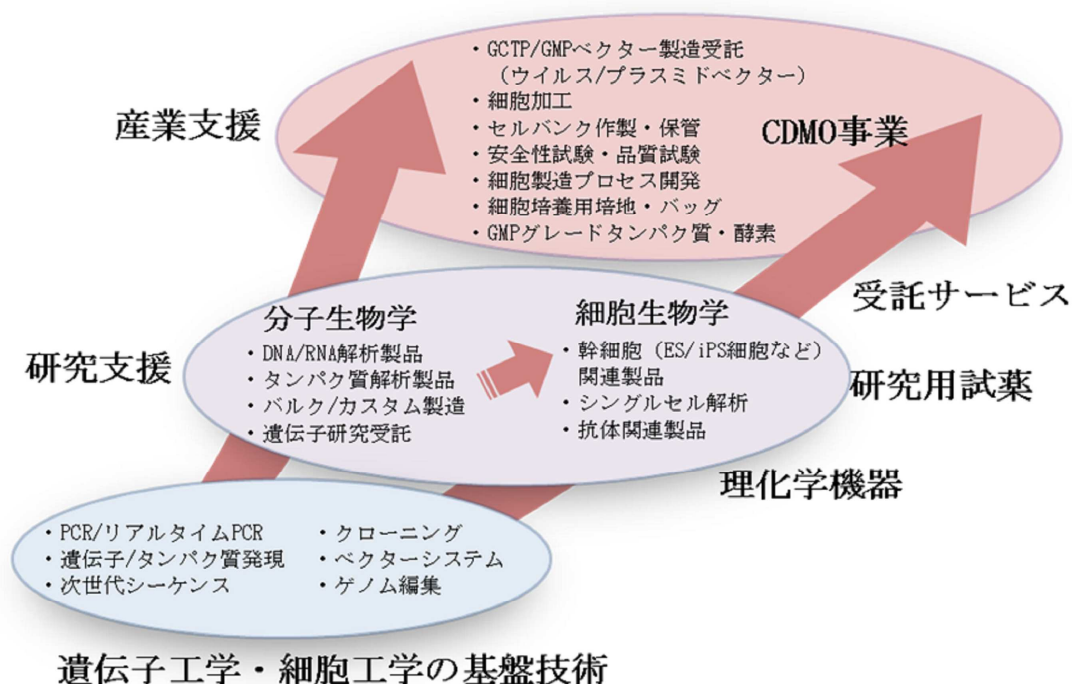 ・GCTP/GMPベクター製造受託
（ウイルス/プラスミドベクター）
・細胞加工
・セルバンク作製・保管
・安全性試験・品質試験
・細胞製造プロセス開発
・細胞培養用培地・バッグ
・GMPグレードタンパク質・酵素
産業支援
CDMO事業
受託サービス
分子生物学
・DNA/RNA解析製品
・タンパク質解析製品
・バルク/カスタム製造
・遺伝子研究受託
細胞生物学
・幹細胞（ES/iPS細胞など）
関連製品
・シングルセル解析
・抗体関連製品
研究支援
研究用試薬
理化学機器
・PCR/リアルタイムPCR
・遺伝子/タンパク質発現
・次世代シーケンス
・クローニング
・ベクターシステム
・ゲノム編集
遺伝子工学・細胞工学の基盤技術